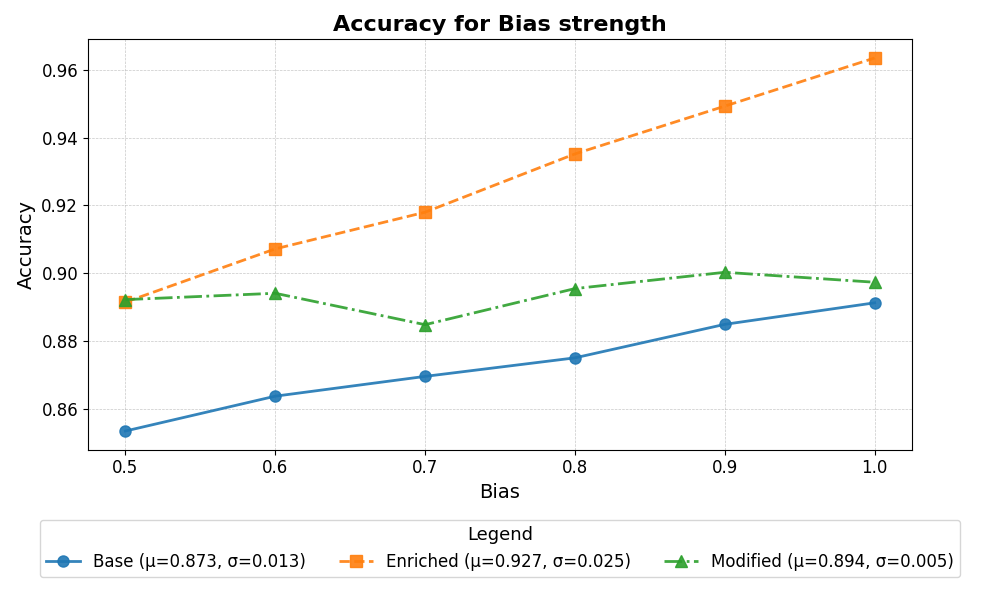 Accuracy for Bias strength
Accuracy
0.96
0.94
0.92
0.90
0.88
0.86
0.5 0.6 0.7 0.8 0.9 1.0
Bias
Legend
Base (μ=0.873, σ=0.013) Enriched (μ=0.927, σ=0.025) Modified (μ=0.894, σ=0.005)